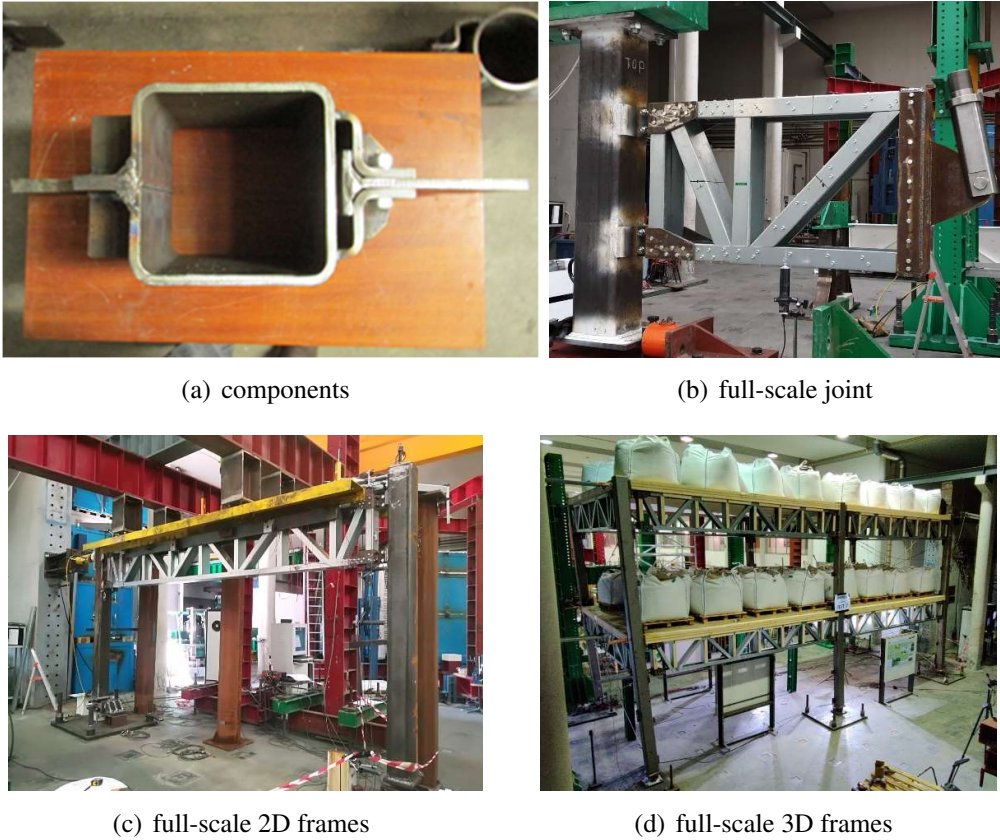 TOP
(a) components
(b) full-scale joint
(c) full-scale 2D frames
(d) full-scale 3D frames